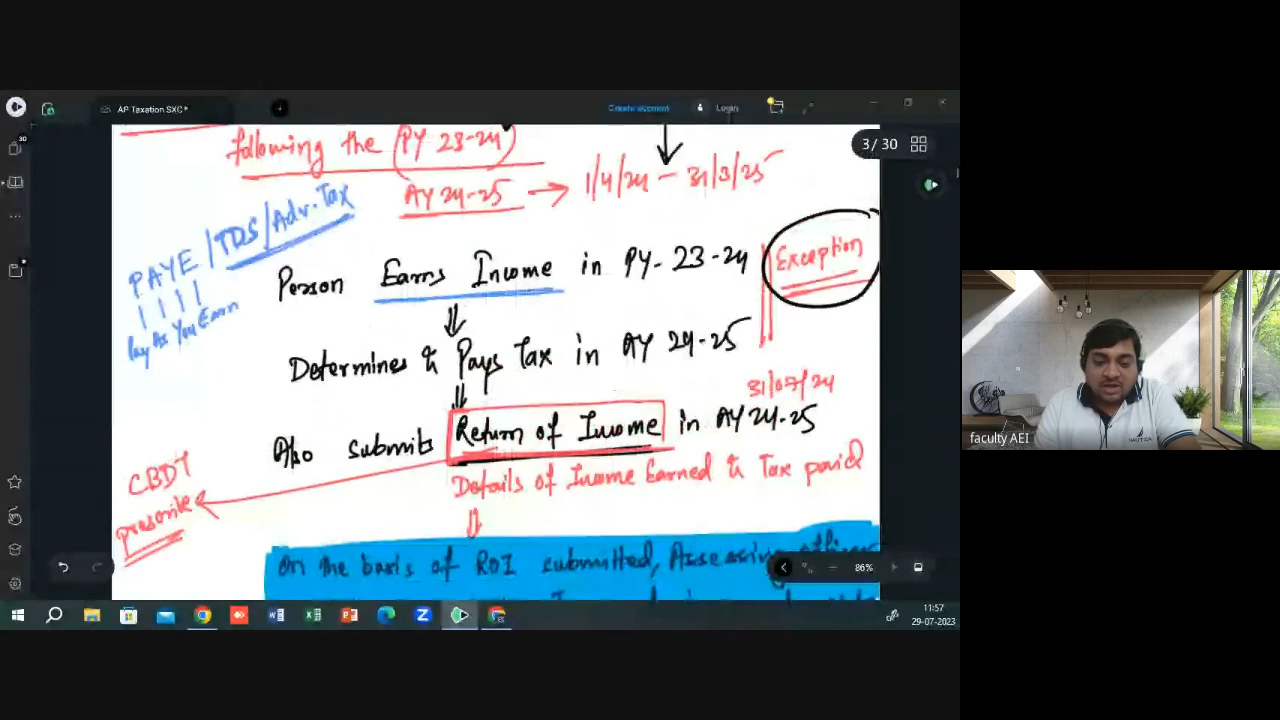 AP Taxation SXC*
Create account
Login
30
following the (PY 23-24)
3 / 30
AY 24-25 → 1/4/24 - 31/3/25
PAYE / TDS / Adv. Tax
Pay As You Earn
Person Earns Income in PY- 23-24
Exception
Determines & Pays Tax in AY 24-25
31/07/24
Also submits Return of Income in AY 24-25
CBDT
prescribe
Details of Income Earned & Tax paid
On the basis of ROI submitted, Assessing officer
86%
faculty AEI
NAUTICA
11:57
29-07-2023